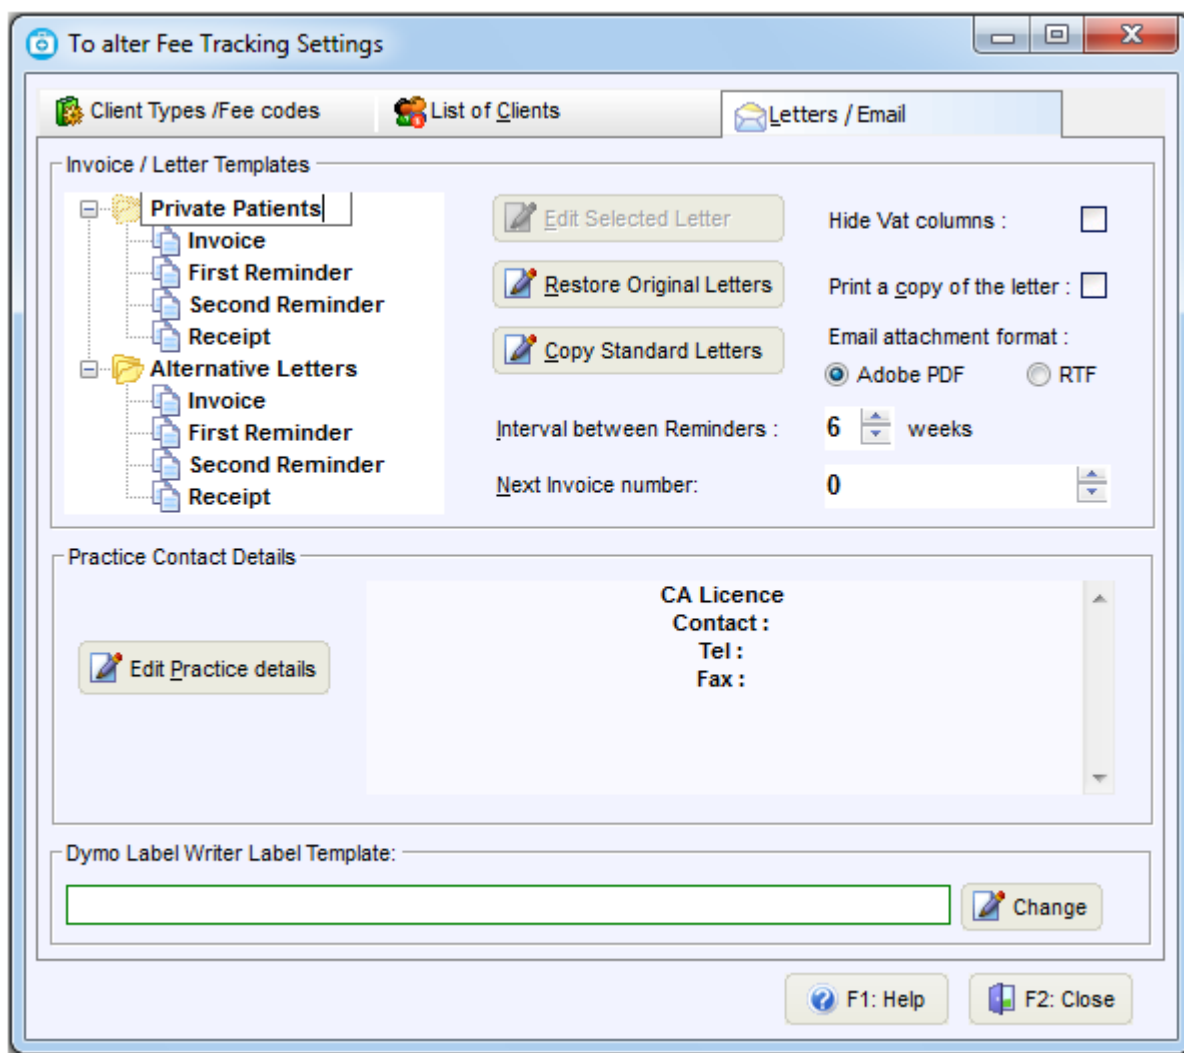 To alter Fee Tracking Settings
Client Types /Fee codes
List of Clients
Letters / Email
Invoice / Letter Templates
Private Patients
Invoice
First Reminder
Second Reminder
Receipt
Alternative Letters
Invoice
First Reminder
Second Reminder
Receipt
Edit Selected Letter
Restore Original Letters
Copy Standard Letters
Hide Vat columns :
Print a copy of the letter :
Email attachment format :
Adobe PDF RTF
Interval between Reminders : 6 weeks
Next Invoice number: 0
Practice Contact Details
Edit Practice details
CA Licence
Contact :
Tel :
Fax :
Dymo Label Writer Label Template:
Change
F1: Help
F2: Close